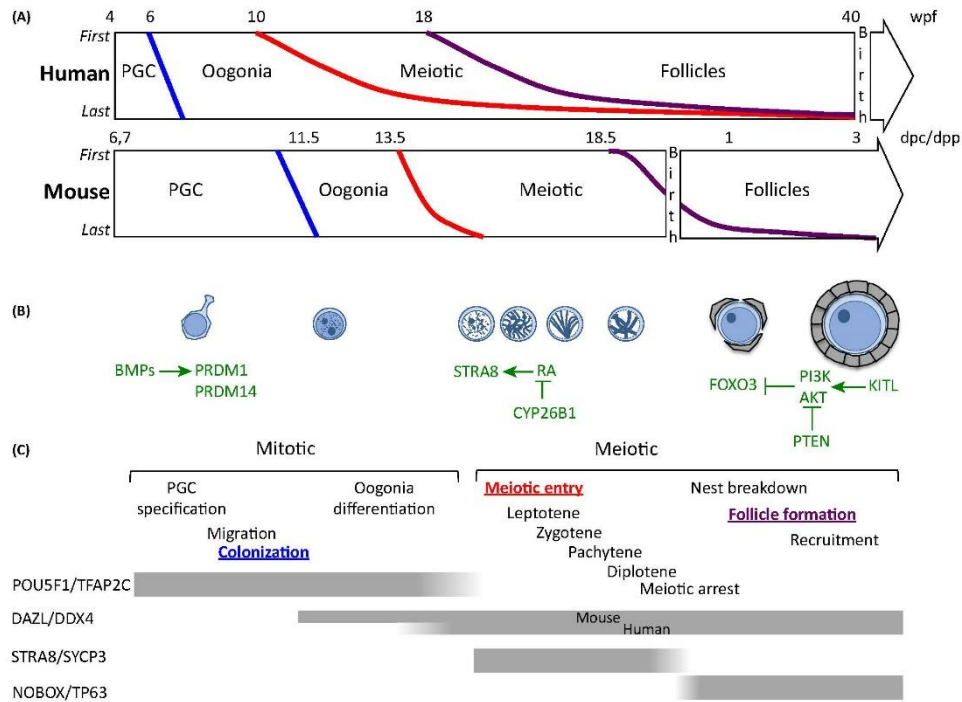 (A)
4 6 10 18 40 wpf
First
Human PGC Oogonia Meiotic Follicles
Last
Birth
6,7 11.5 13.5 18.5 1 3 dpc/dpp
First
Mouse PGC Oogonia Meiotic Follicles
Last
Birth
(B)
BMPs PRDM1
PRDM14
STRA8 RA
CYP26B1
FOXO3 PI3K KITL
AKT
PTEN
(C)
Mitotic Meiotic
PGC
specification
Oogonia
differentiation
Migration
Colonization
Meiotic entry
Leptotene
Zygotene
Pachytene
Diplotene
Meiotic arrest
Nest breakdown
Follicle formation
Recruitment
POU5F1/TFAP2C
DAZL/DDX4 Mouse
Human
STRA8/SYCP3
NOBOX/TP63